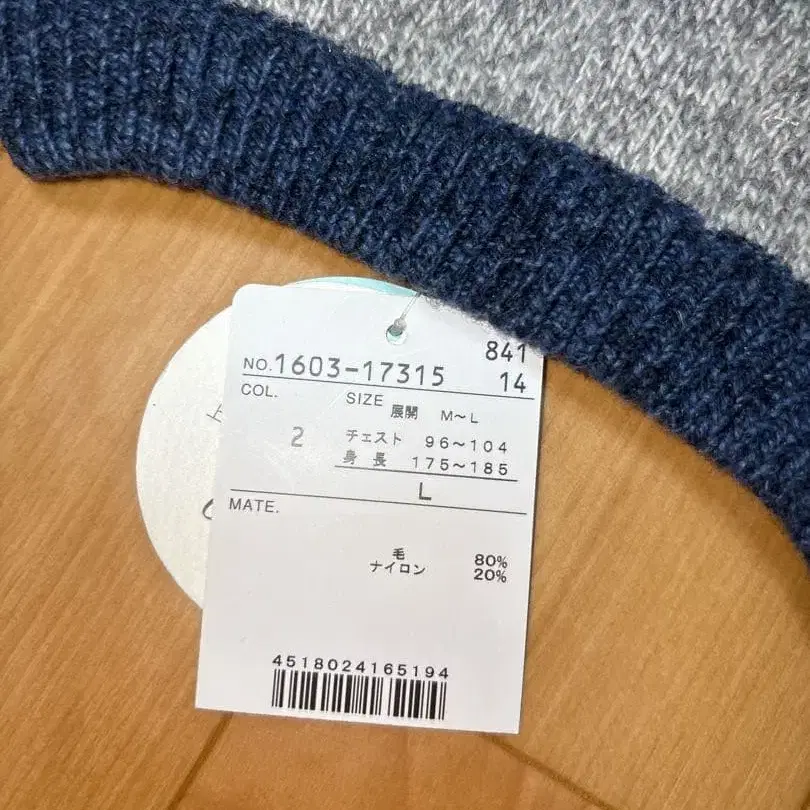 841
NO.1603-17315 14
COL.
SIZE
展開 M〜L
2
チェスト 96〜104
身長 175〜185
L
MATE.
毛 80%
ナイロン 20%
4518024165194